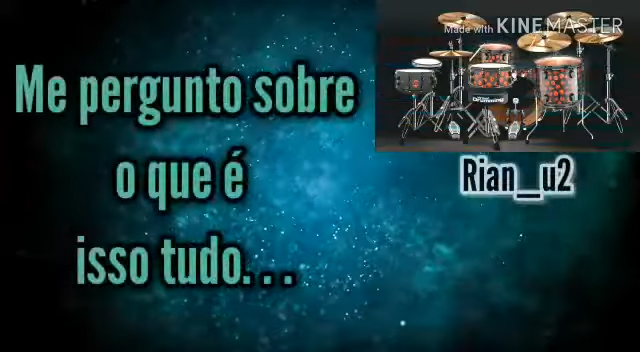 Made with KINEMASTER
Me pergunto sobre
o que é
isso tudo. . .
Rian_u2